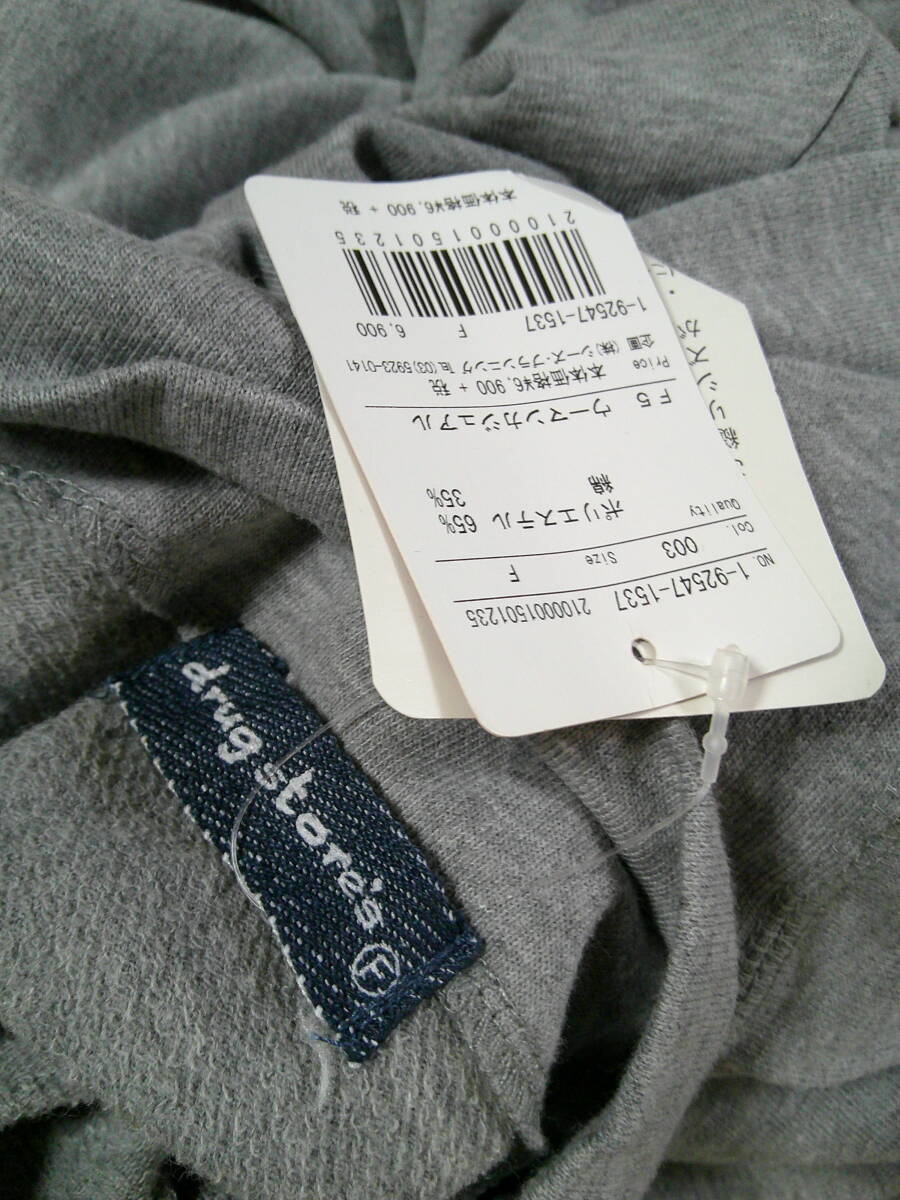 NO.
1-92547-1537 2100001501235
Col. 003 Size F
Quality ポリエステル 65%
綿 35%
F5 ウーマンカジュアル
Price 本体価格¥6,900 + 税
企画 (株)シーズ・プランニング ℡(03)5923-0141
1-92547-1537 F 6,900
2100001501235
本体価格¥6,900 + 税
drug store's
F